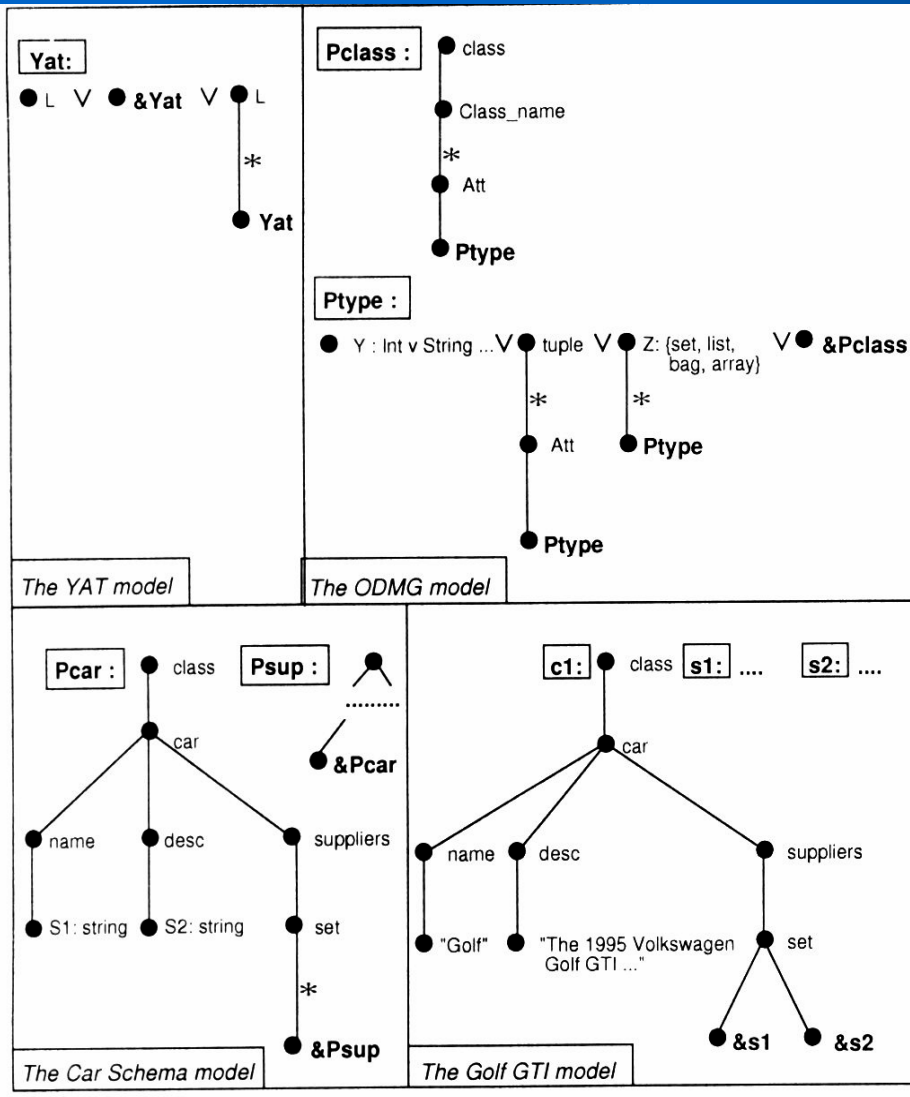 Yat:
L V &Yat V L
*
Yat
The YAT model
Pclass :
class
Class_name
*
Att
Ptype
Ptype :
Y : Int v String ... V tuple V Z: {set, list, V &Pclass
bag, array}
* *
Att Ptype
Ptype
The ODMG model
Pcar : class Psup :
..........
car
&Pcar
name desc suppliers
S1: string S2: string set
*
&Psup
The Car Schema model
c1: class s1: .... s2: ....
car
name desc suppliers
"Golf" "The 1995 Volkswagen set
Golf GTI ..."
&s1 &s2
The Golf GTI model